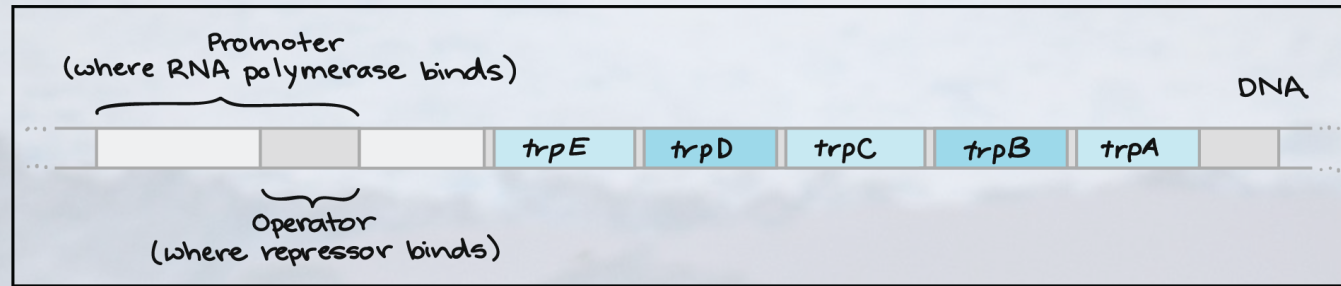 Promoter
(where RNA polymerase binds)
DNA
trpE trpD trpC trpB trpA
Operator
(where repressor binds)